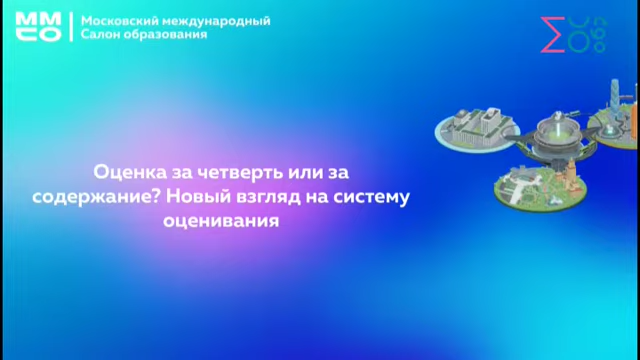 ММ
СО
Московский международный
Салон образования
Оценка за четверть или за
содержание? Новый взгляд на систему
оценивания